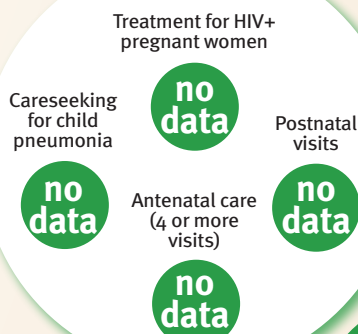 Treatment for HIV+
pregnant women
no
data
Careseeking
for child
pneumonia
no
data
Postnatal
visits
no
data
Antenatal care
(4 or more
visits)
no
data